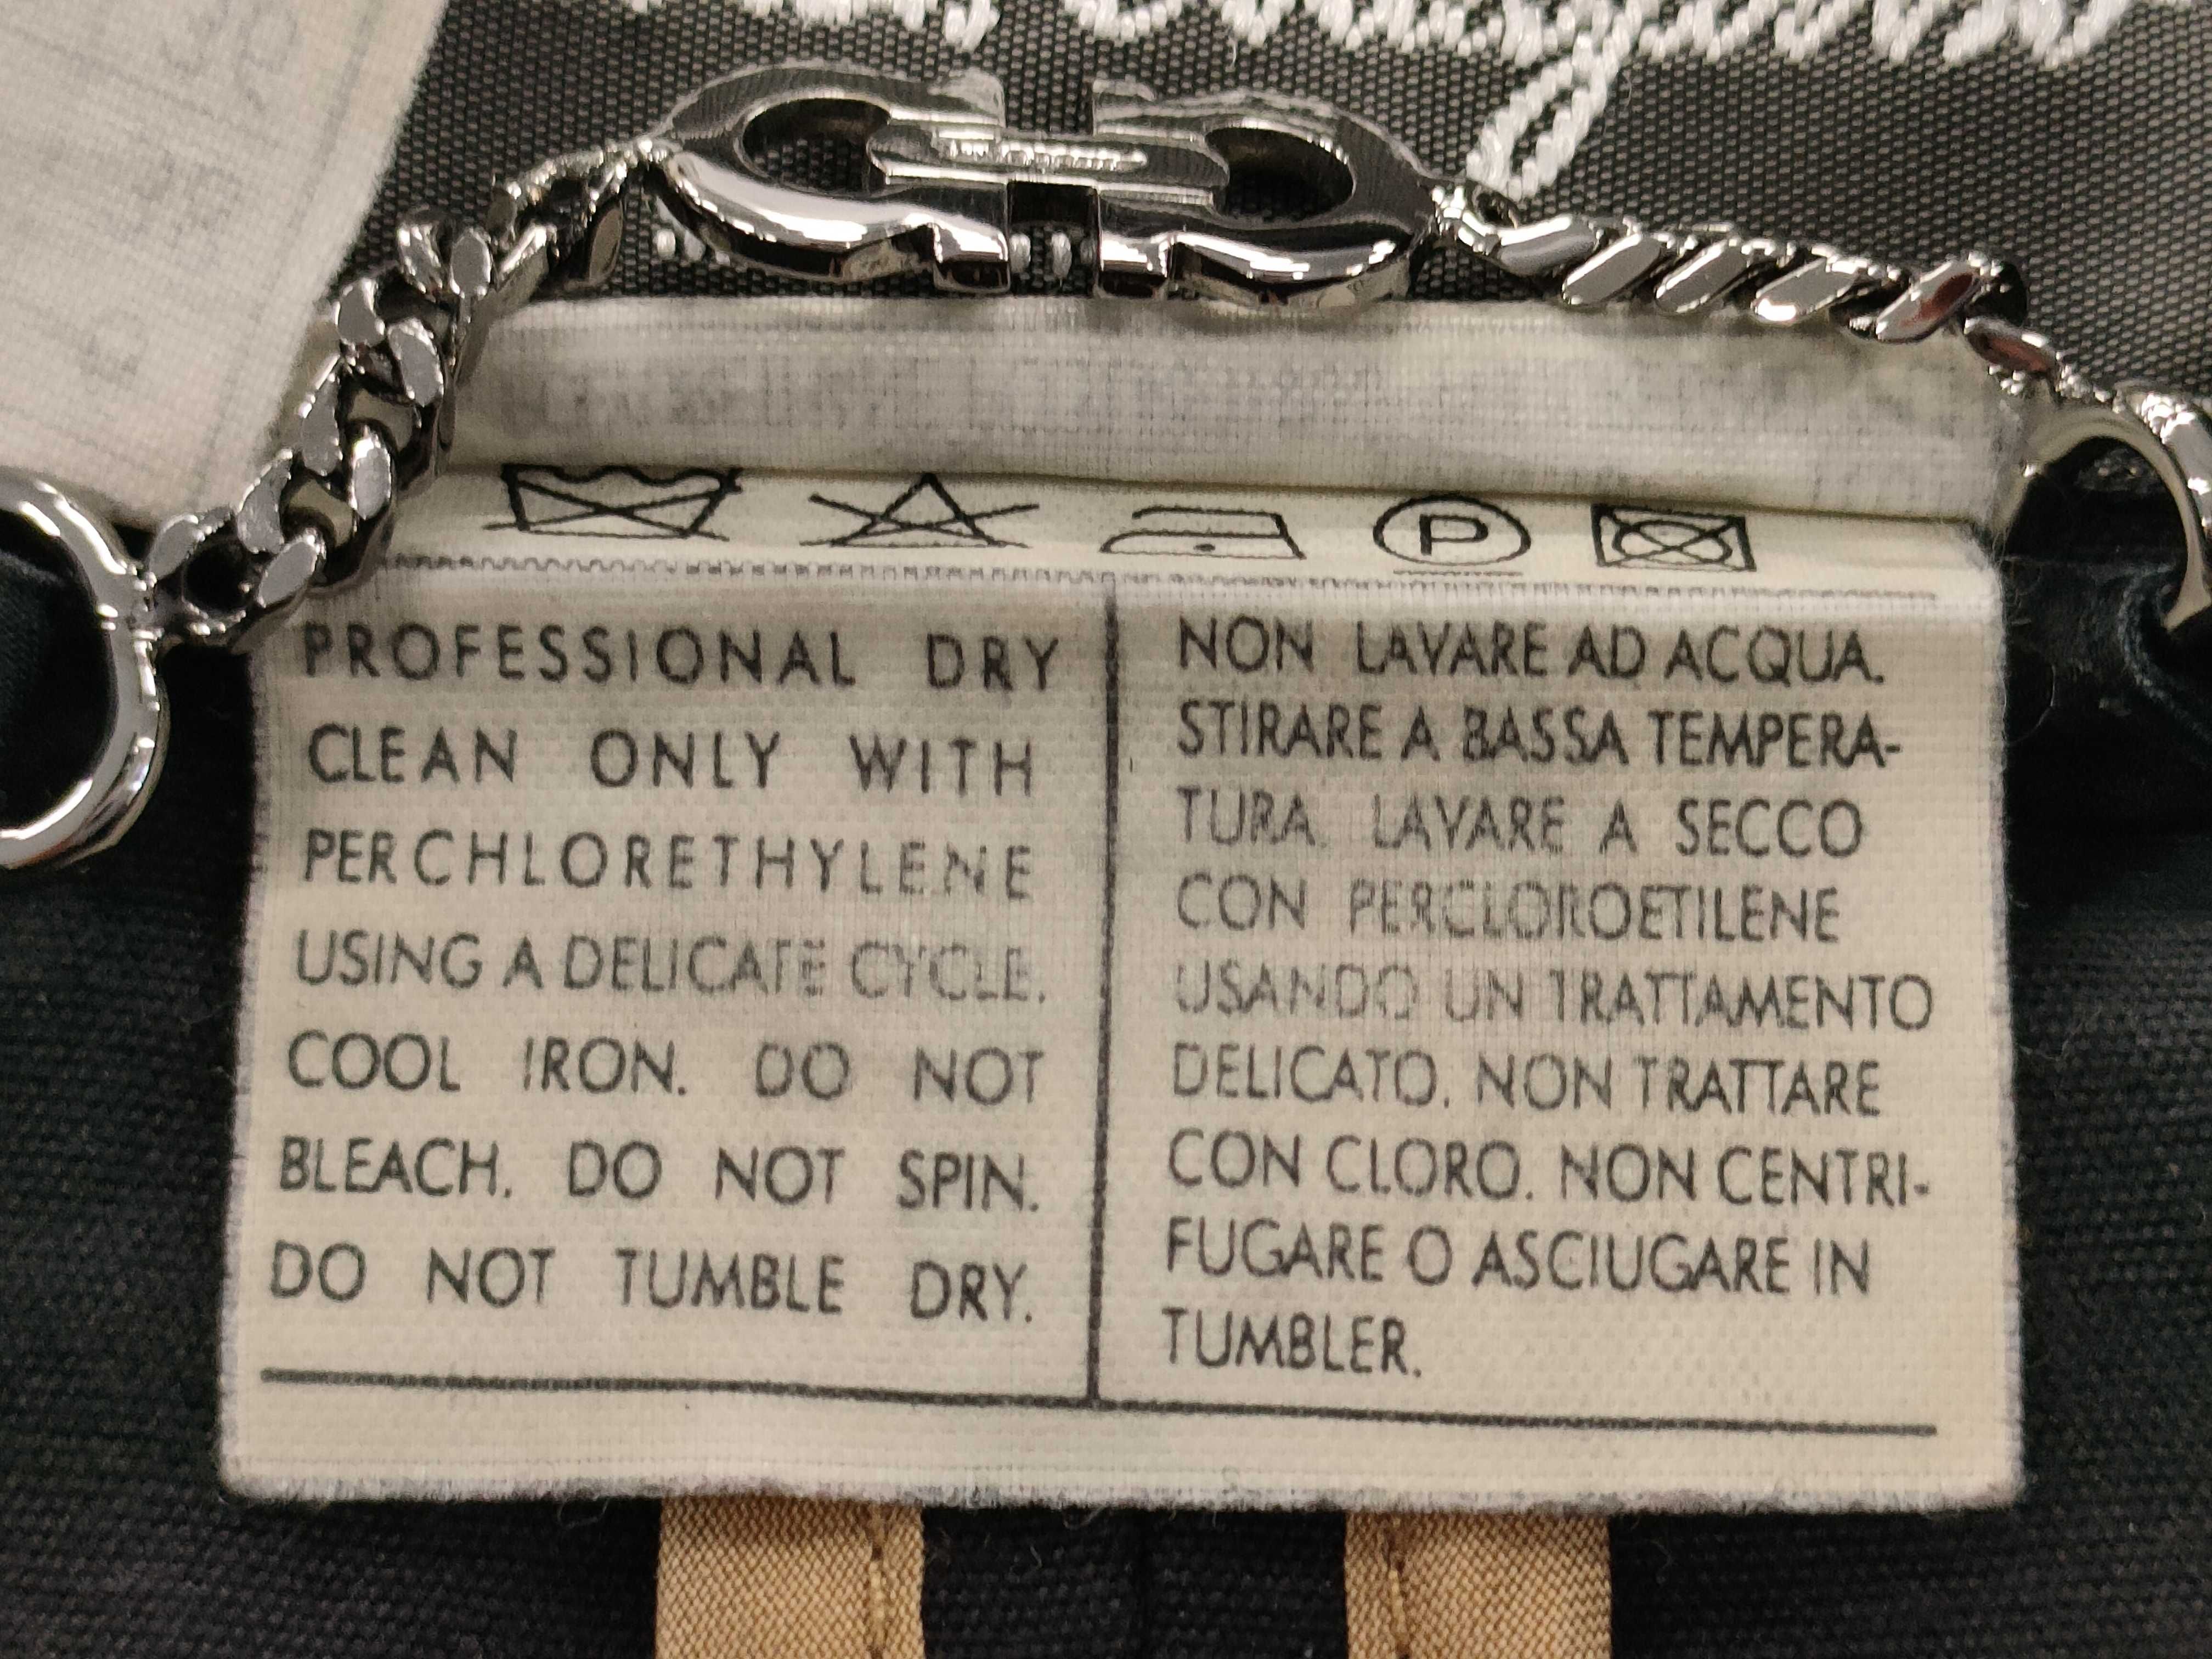 P
PROFESSIONAL DRY
CLEAN ONLY WITH
PERCHLORETHYLENE
USING A DELICATE CYCLE.
COOL IRON. DO NOT
BLEACH. DO NOT SPIN.
DO NOT TUMBLE DRY.
NON LAVARE AD ACQUA.
STIRARE A BASSA TEMPERA-
TURA. LAVARE A SECCO
CON PERCLOROETILENE
USANDO UN TRATTAMENTO
DELICATO. NON TRATTARE
CON CLORO. NON CENTRI-
FUGARE O ASCIUGARE IN
TUMBLER.